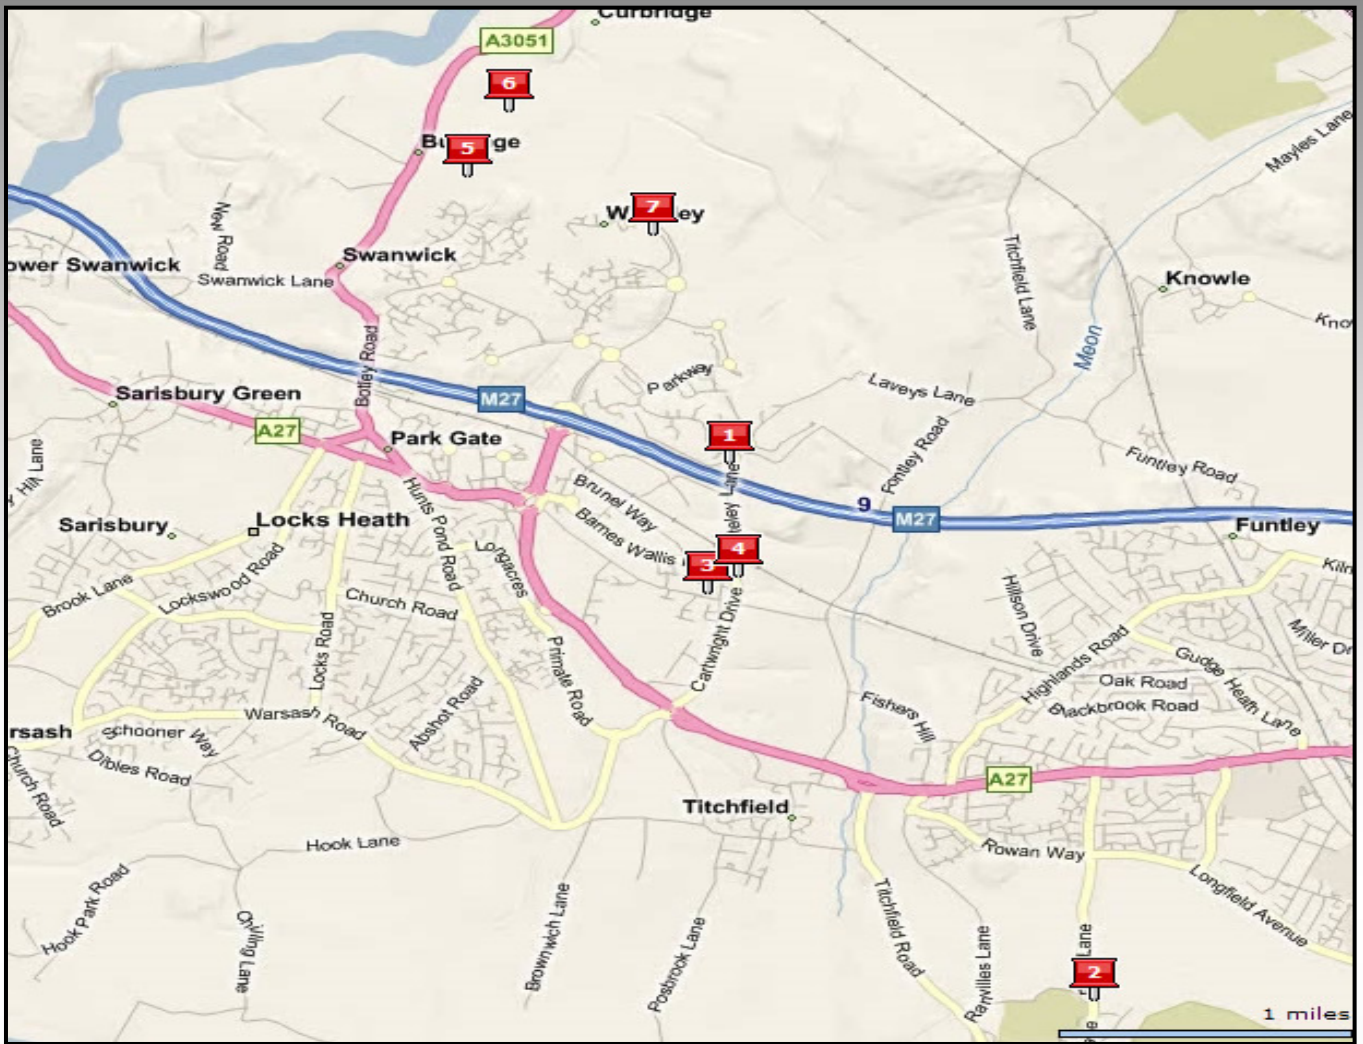 Curbridge
A3051
6
5
7
Mayles Lane
New Road
Swanwick
Swanwick Lane
Titchfield Lane
Knowle
Meon
Botley Road
Parkway
Laveys Lane
Sarisbury Green
M27
A27
Park Gate
1
Fontley Road
Funtley Road
9
M27
Funtley
Sarisbury
Locks Heath
Hunts Pond Road
Brunel Way
Barnes Wallis
3
4
Longacres
Brook Lane
Lockswood Road
Church Road
Locks Road
Cartwright Drive
Hillson Drive
Highlands Road
Miller Dr
Gudge Heath Lane
Oak Road
Blackbrook Road
Primate Road
Abshot Road
Fishers Hill
Warsash Road
Schooner Way
Dibles Road
Church Road
A27
Titchfield
Hook Lane
Rowan Way
Longfield Avenue
Hook Park Road
Chilling Lane
Brownwich Lane
Posbrook Lane
Titchfield Road
Ranvilles Lane
Lane
2
1 miles